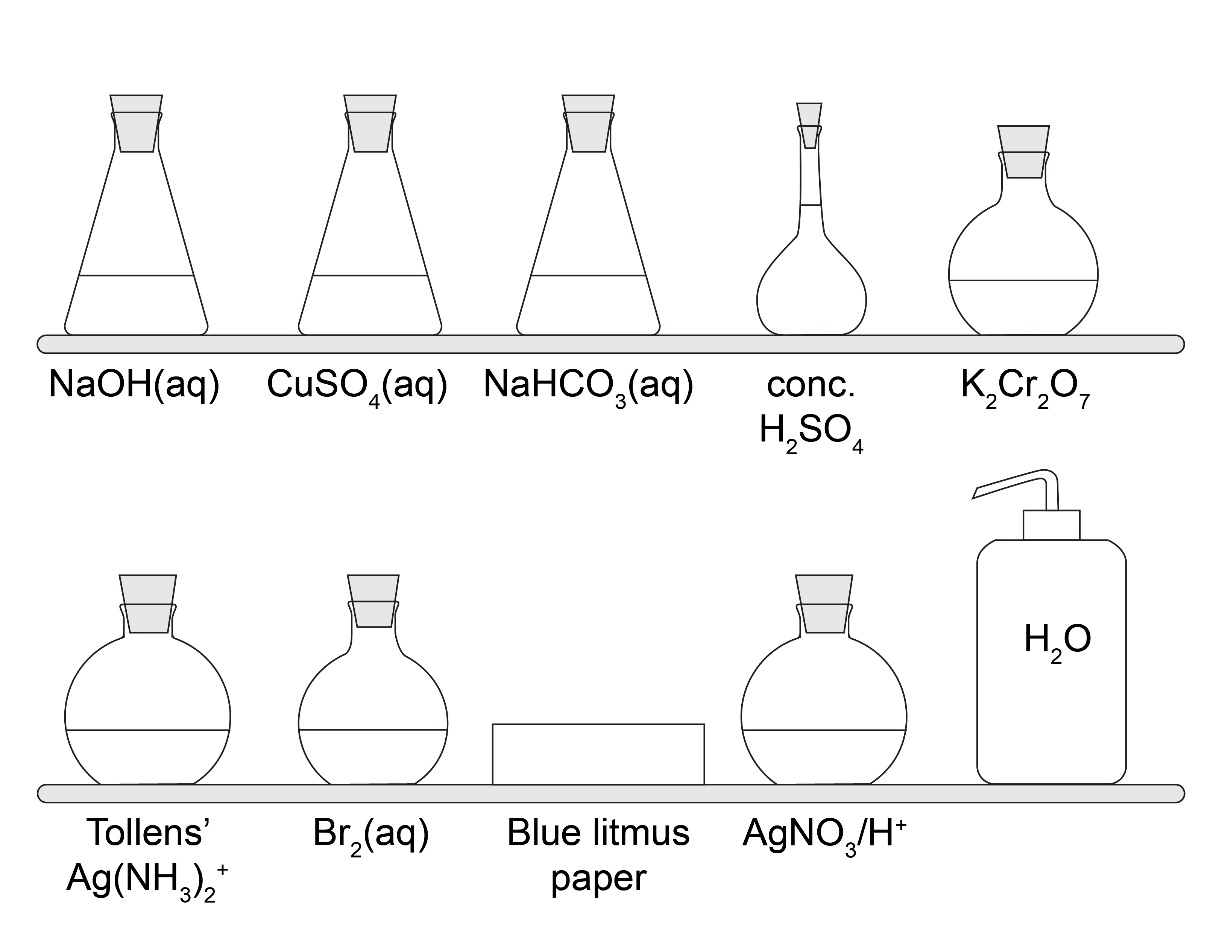 NaOH(aq)
CuSO₄(aq)
NaHCO₃(aq)
conc.
H₂SO₄
K₂Cr₂O₇
H₂O
Tollens’
Ag(NH₃)₂⁺
Br₂(aq)
Blue litmus
paper
AgNO₃/H⁺